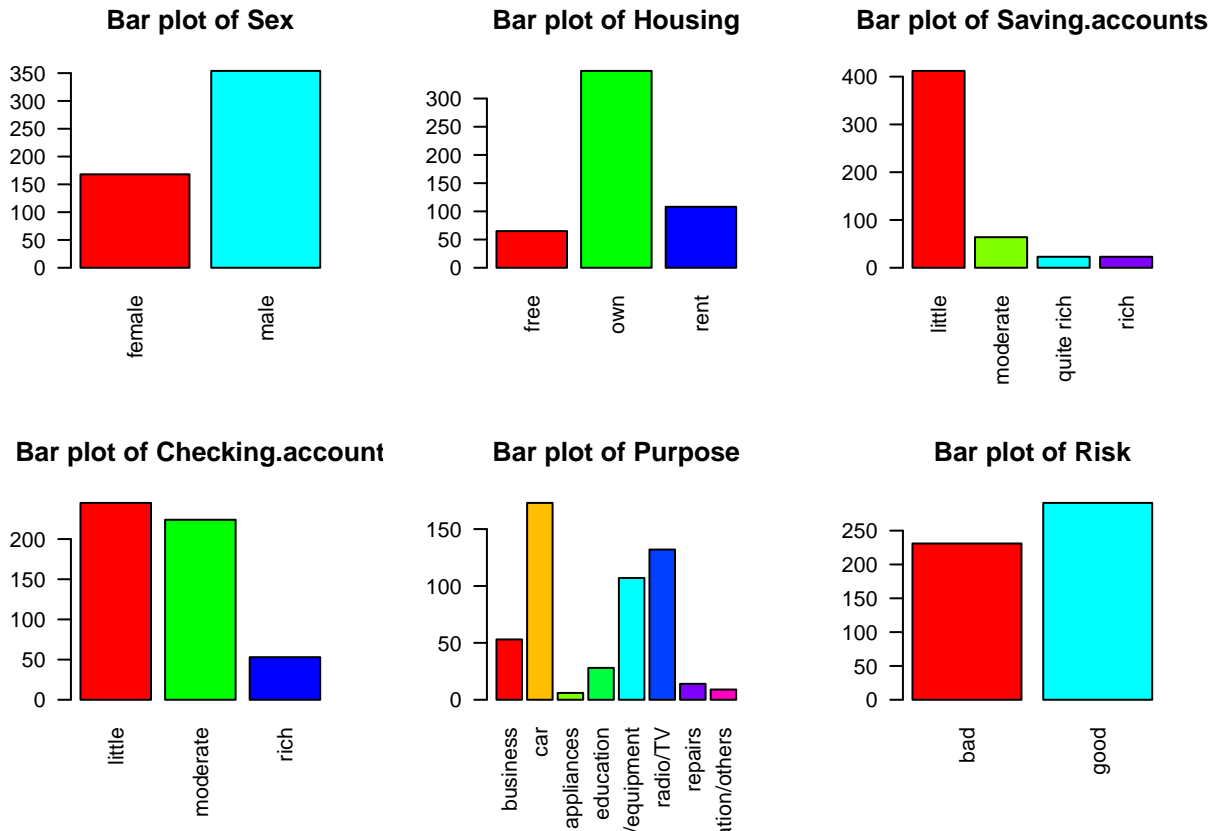 Bar plot of Sex
350
300
250
200
150
100
50
0
female
male
Bar plot of Housing
300
250
200
150
100
50
0
free
own
rent
Bar plot of Saving.accounts
400
300
200
100
0
little
moderate
quite rich
rich
Bar plot of Checking.account
200
150
100
50
0
little
moderate
rich
Bar plot of Purpose
150
100
50
0
business
car
appliances
education
/equipment
radio/TV
repairs
ation/others
Bar plot of Risk
250
200
150
100
50
0
bad
good